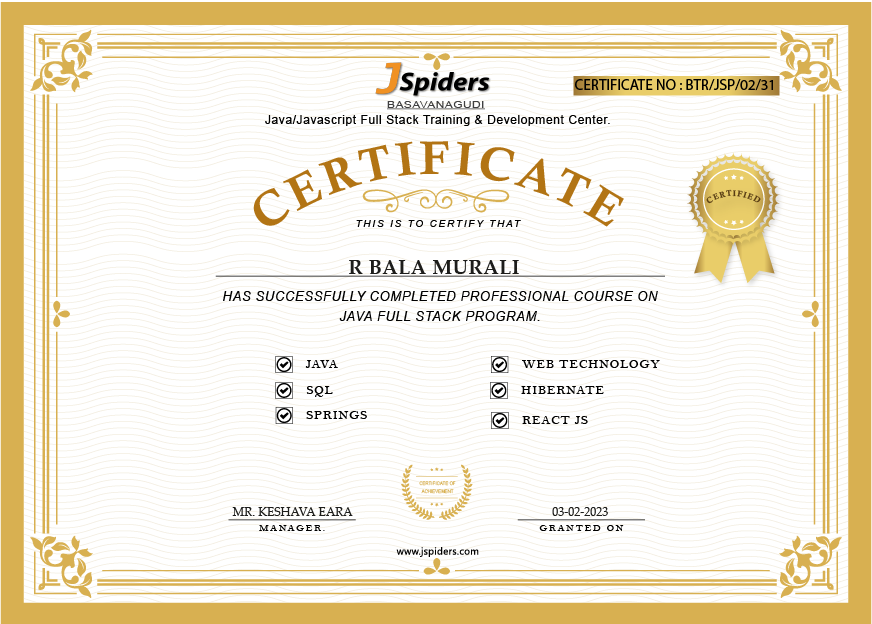 JSpiders
BASAVANAGUDI
CERTIFICATE NO : BTR/JSP/02/31
Java/Javascript Full Stack Training & Development Center.
CERTIFICATE
CERTIFIED
THIS IS TO CERTIFY THAT
R BALA MURALI
HAS SUCCESSFULLY COMPLETED PROFESSIONAL COURSE ON
JAVA FULL STACK PROGRAM.
JAVA
WEB TECHNOLOGY
SQL
HIBERNATE
SPRINGS
REACT JS
CERTIFICATE OF
ACHIEVEMENT
MR. KESHAVA EARA
03-02-2023
MANAGER.
GRANTED ON
www.jspiders.com